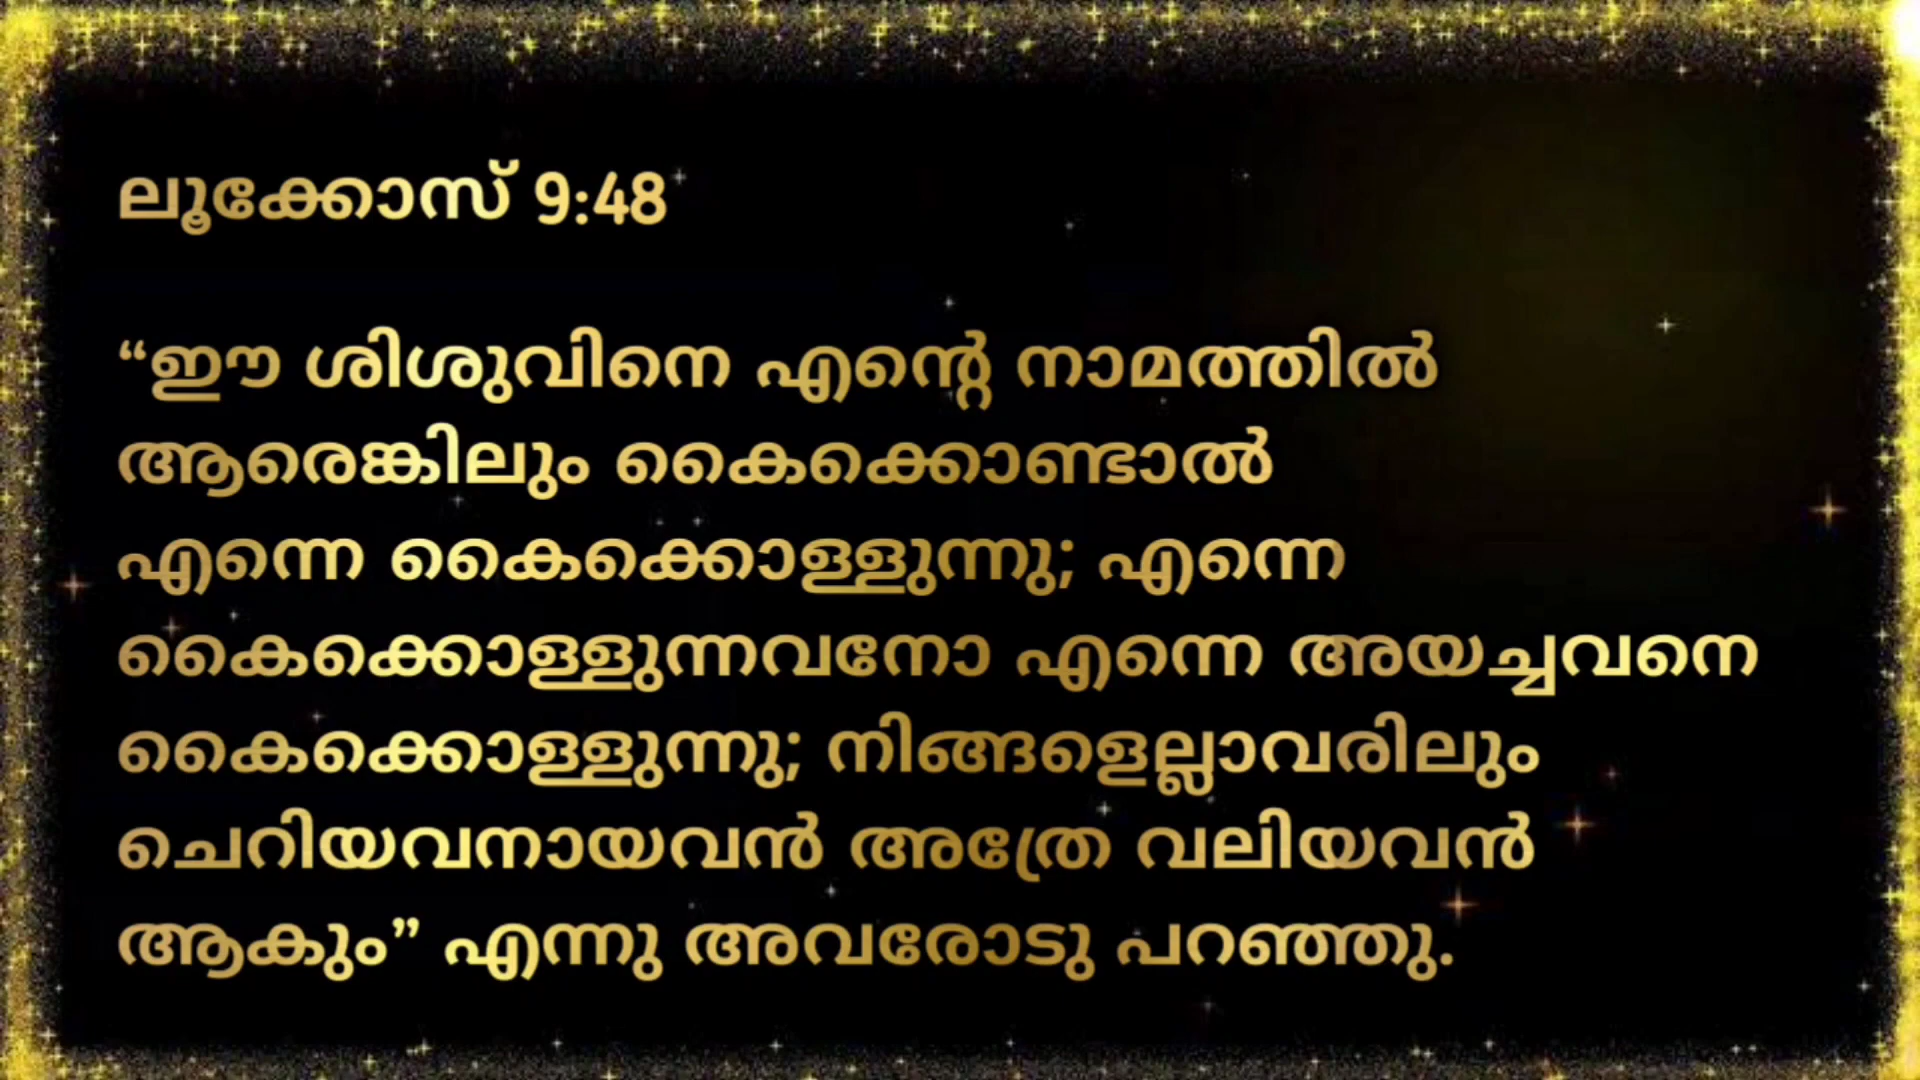 ലൂക്കോസ് 9:48
“ഈ ശിശുവിനെ എന്റെ നാമത്തിൽ
ആരെങ്കിലും കൈക്കൊണ്ടാൽ
എന്നെ കൈക്കൊള്ളുന്നു; എന്നെ
കൈക്കൊള്ളുന്നവനോ എന്നെ അയച്ചവനെ
കൈക്കൊള്ളുന്നു; നിങ്ങളെല്ലാവരിലും
ചെറിയവനായവൻ അത്രേ വലിയവൻ
ആകും” എന്നു അവരോടു പറഞ്ഞു.